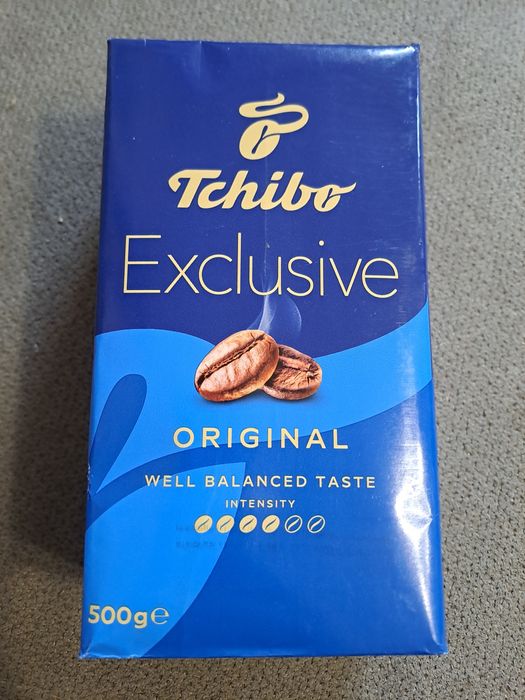 Tchibo
Exclusive
ORIGINAL
WELL BALANCED TASTE
INTENSITY
500g℮